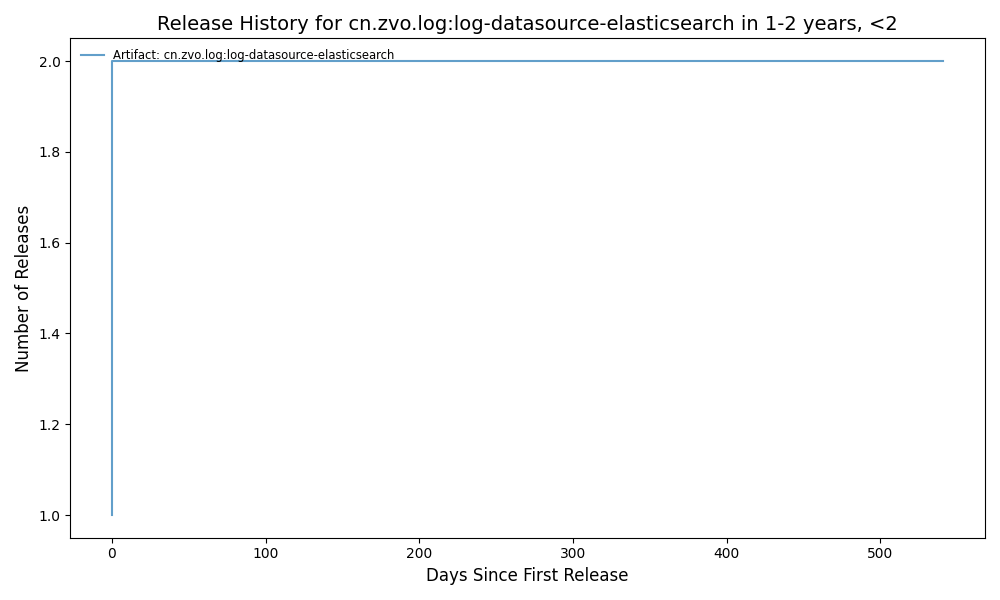 Release History for cn.zvo.log:log-datasource-elasticsearch in 1-2 years, <2
Artifact: cn.zvo.log:log-datasource-elasticsearch
2.0
1.8
1.6
1.4
1.2
1.0
Number of Releases
0 100 200 300 400 500
Days Since First Release